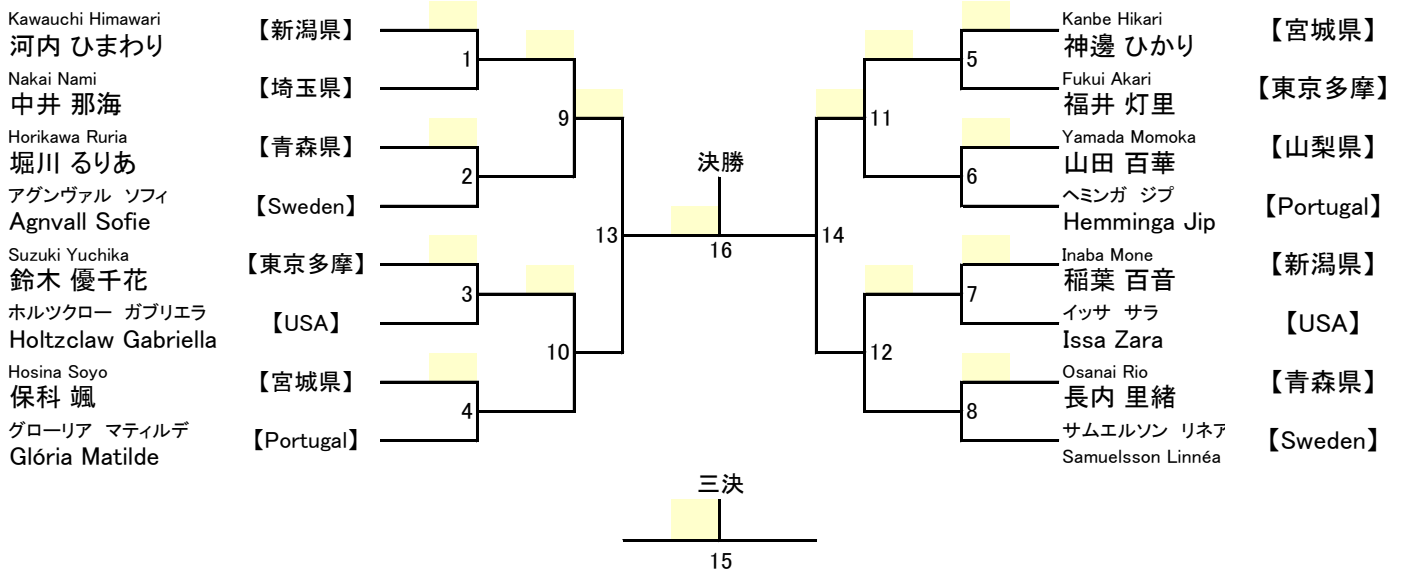 Kawauchi Himawari
河内 ひまわり
【新潟県】
1
Nakai Nami
中井 那海
【埼玉県】
9
Horikawa Ruria
堀川 るりあ
【青森県】
2
アグンヴァル ソフィ
Agnvall Sofie
【Sweden】
13
Suzuki Yuchika
鈴木 優千花
【東京多摩】
3
ホルツクロー ガブリエラ
Holtzclaw Gabriella
【USA】
10
Hosina Soyo
保科 颯
【宮城県】
4
グローリア マティルデ
Glória Matilde
【Portugal】
決勝
16
三決
15
Kanbe Hikari
神邊 ひかり
【宮城県】
5
Fukui Akari
福井 灯里
【東京多摩】
11
Yamada Momoka
山田 百華
【山梨県】
6
ヘミンガ ジプ
Hemminga Jip
【Portugal】
14
Inaba Mone
稲葉 百音
【新潟県】
7
イッサ サラ
Issa Zara
【USA】
12
Osanai Rio
長内 里緒
【青森県】
8
サムエルソン リネア
Samuelsson Linnéa
【Sweden】